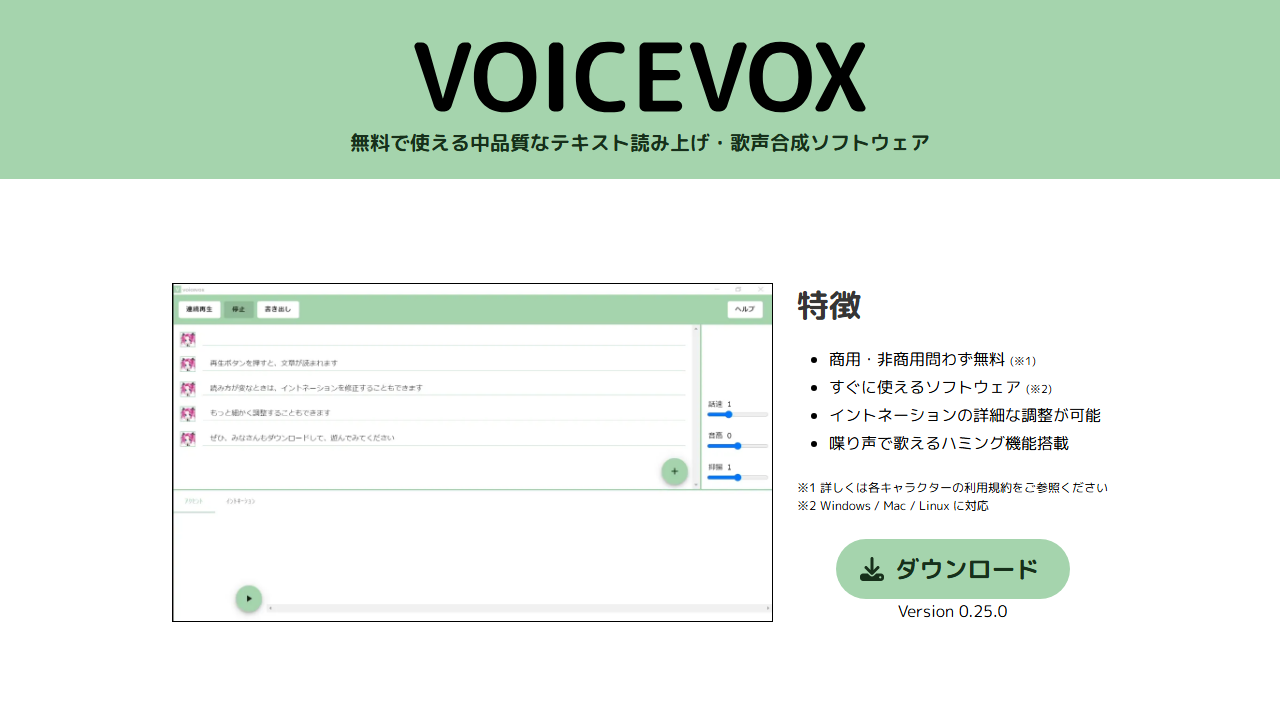 VOICEVOX
無料で使える中品質なテキスト読み上げ・歌声合成ソフトウェア
連続再生 停止 書き出し ヘルプ
再生ボタンを押すと、文章が読まれます
読み方が変なときは、イントネーションを修正することもできます
もっと細かく調整することもできます
ぜひ、みなさんもダウンロードして、遊んでみてください
話速 1
音高 0
抑揚 1
アクセント イントネーション
特徴
商用・非商用問わず無料 (※1)
すぐに使えるソフトウェア (※2)
イントネーションの詳細な調整が可能
喋り声で歌えるハミング機能搭載
※1 詳しくは各キャラクターの利用規約をご参照ください
※2 Windows / Mac / Linux に対応
ダウンロード
Version 0.25.0